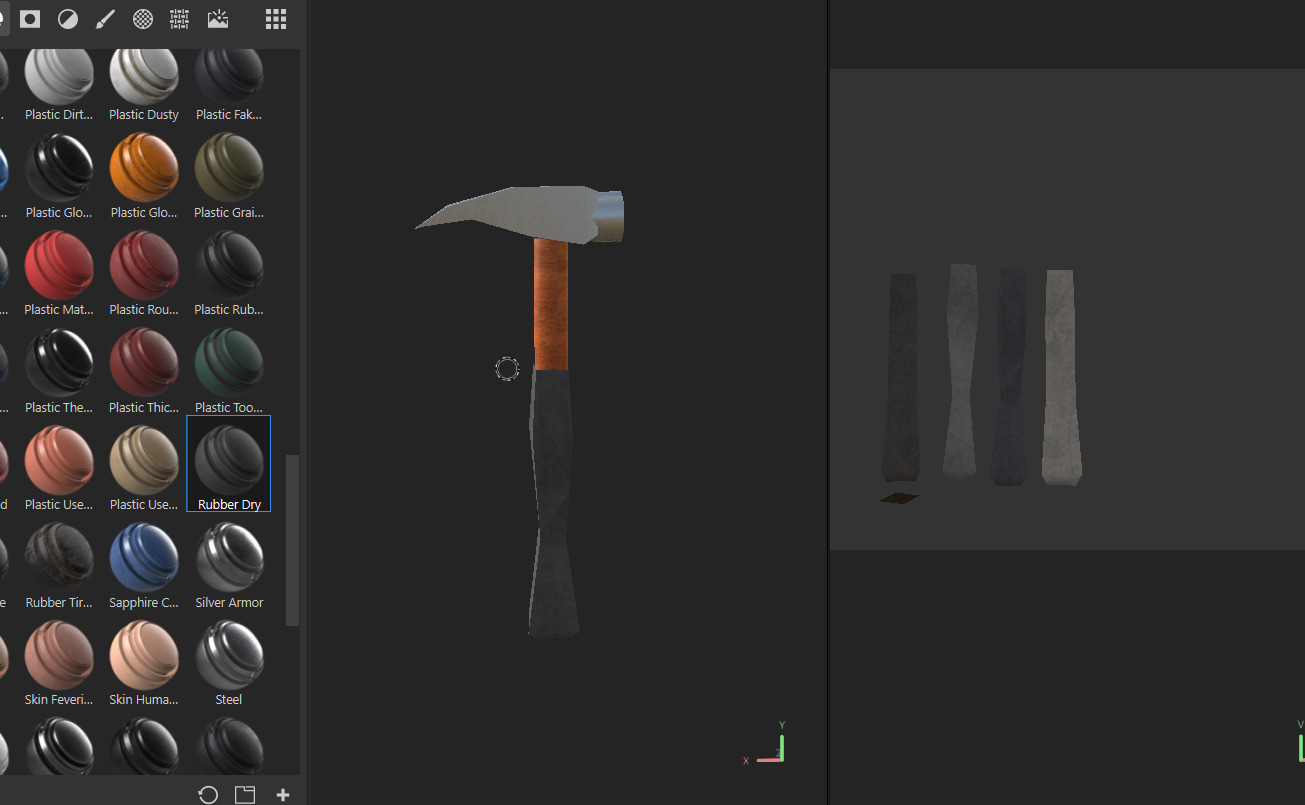 Plastic Dirt...
Plastic Dusty
Plastic Fak...
Plastic Glo...
Plastic Glo...
Plastic Grai...
Plastic Mat...
Plastic Rou...
Plastic Rub...
Plastic The...
Plastic Thic...
Plastic Too...
d
Plastic Use...
Plastic Use...
Rubber Dry
e
Rubber Tir...
Sapphire C...
Silver Armor
Skin Feveri...
Skin Huma...
Steel
Y
X
Z
V